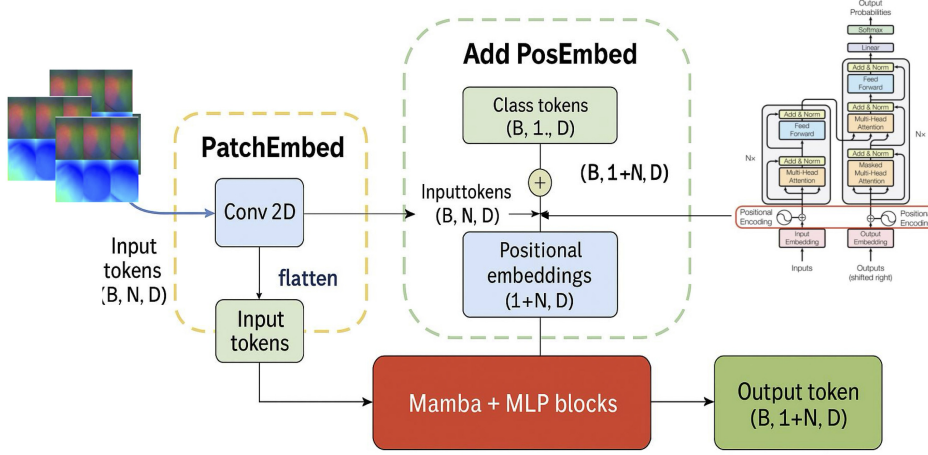 PatchEmbed
Conv 2D
flatten
Input
tokens
Input
tokens
(B, N, D)
Add PosEmbed
Class tokens
(B, 1., D)
+
(B, 1+N, D)
Inputtokens
(B, N, D)
Positional
embeddings
(1+N, D)
Mamba + MLP blocks
Output token
(B, 1+N, D)
Output
Probabilities
Softmax
Linear
Add & Norm
Feed
Forward
Add & Norm
Multi-Head
Attention
Add & Norm
Masked
Multi-Head
Attention
Nx
Add & Norm
Feed
Forward
Add & Norm
Multi-Head
Attention
Nx
Positional
Encoding
Positional
Encoding
Input
Embedding
Output
Embedding
Inputs
Outputs
(shifted right)